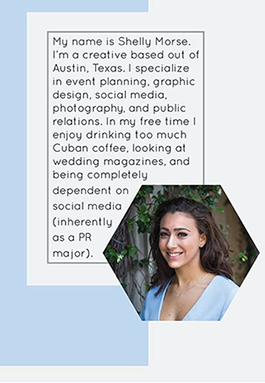 My name is Shelly Morse.
I'm a creative based out of
Austin, Texas. I specialize
in event planning, graphic
design, social media,
photography, and public
relations. In my free time I
enjoy drinking too much
Cuban coffee, looking at
wedding magazines, and
being completely
dependent on
social media
(inherently
as a PR
major).